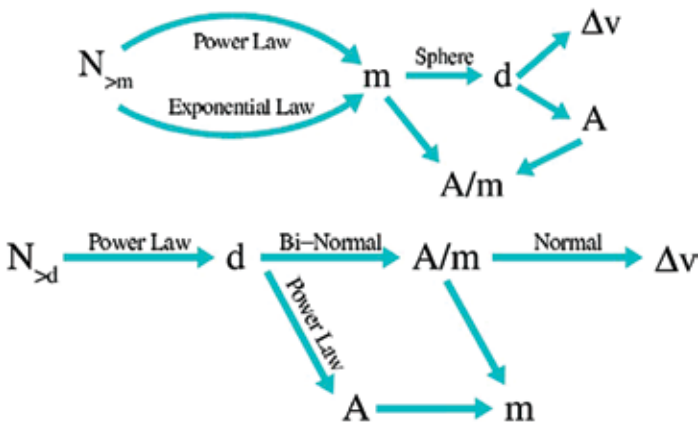 Δv
Power Law
Sphere
N>m
m
d
Exponential Law
A
A/m
Power Law
Bi-Normal
Normal
N>d
d
A/m
Δv
Power Law
A
m